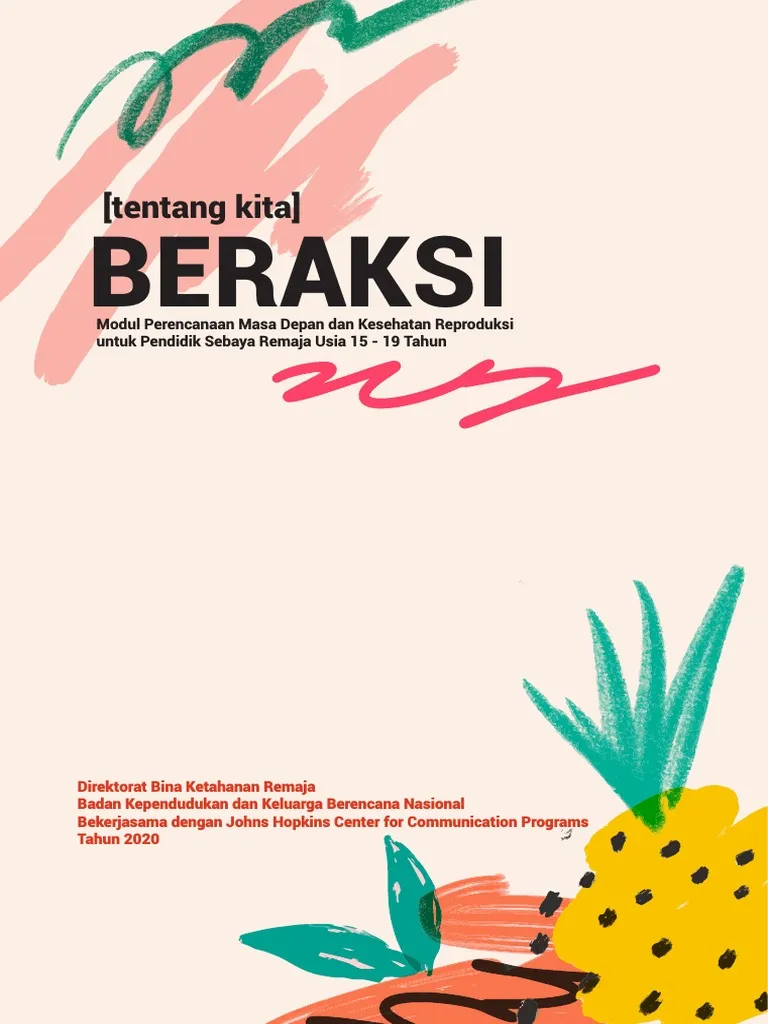 [tentang kita]
BERAKSI
Modul Perencanaan Masa Depan dan Kesehatan Reproduksi
untuk Pendidik Sebaya Remaja Usia 15 - 19 Tahun
Direktorat Bina Ketahanan Remaja
Badan Kependudukan dan Keluarga Berencana Nasional
Bekerjasama dengan Johns Hopkins Center for Communication Programs
Tahun 2020